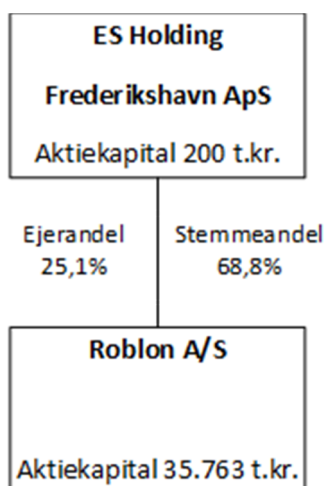 ES Holding
Frederikshavn ApS
Aktiekapital 200 t.kr.
Ejerandel Stemmeandel
25,1% 68,8%
Roblon A/S
Aktiekapital 35.763 t.kr.